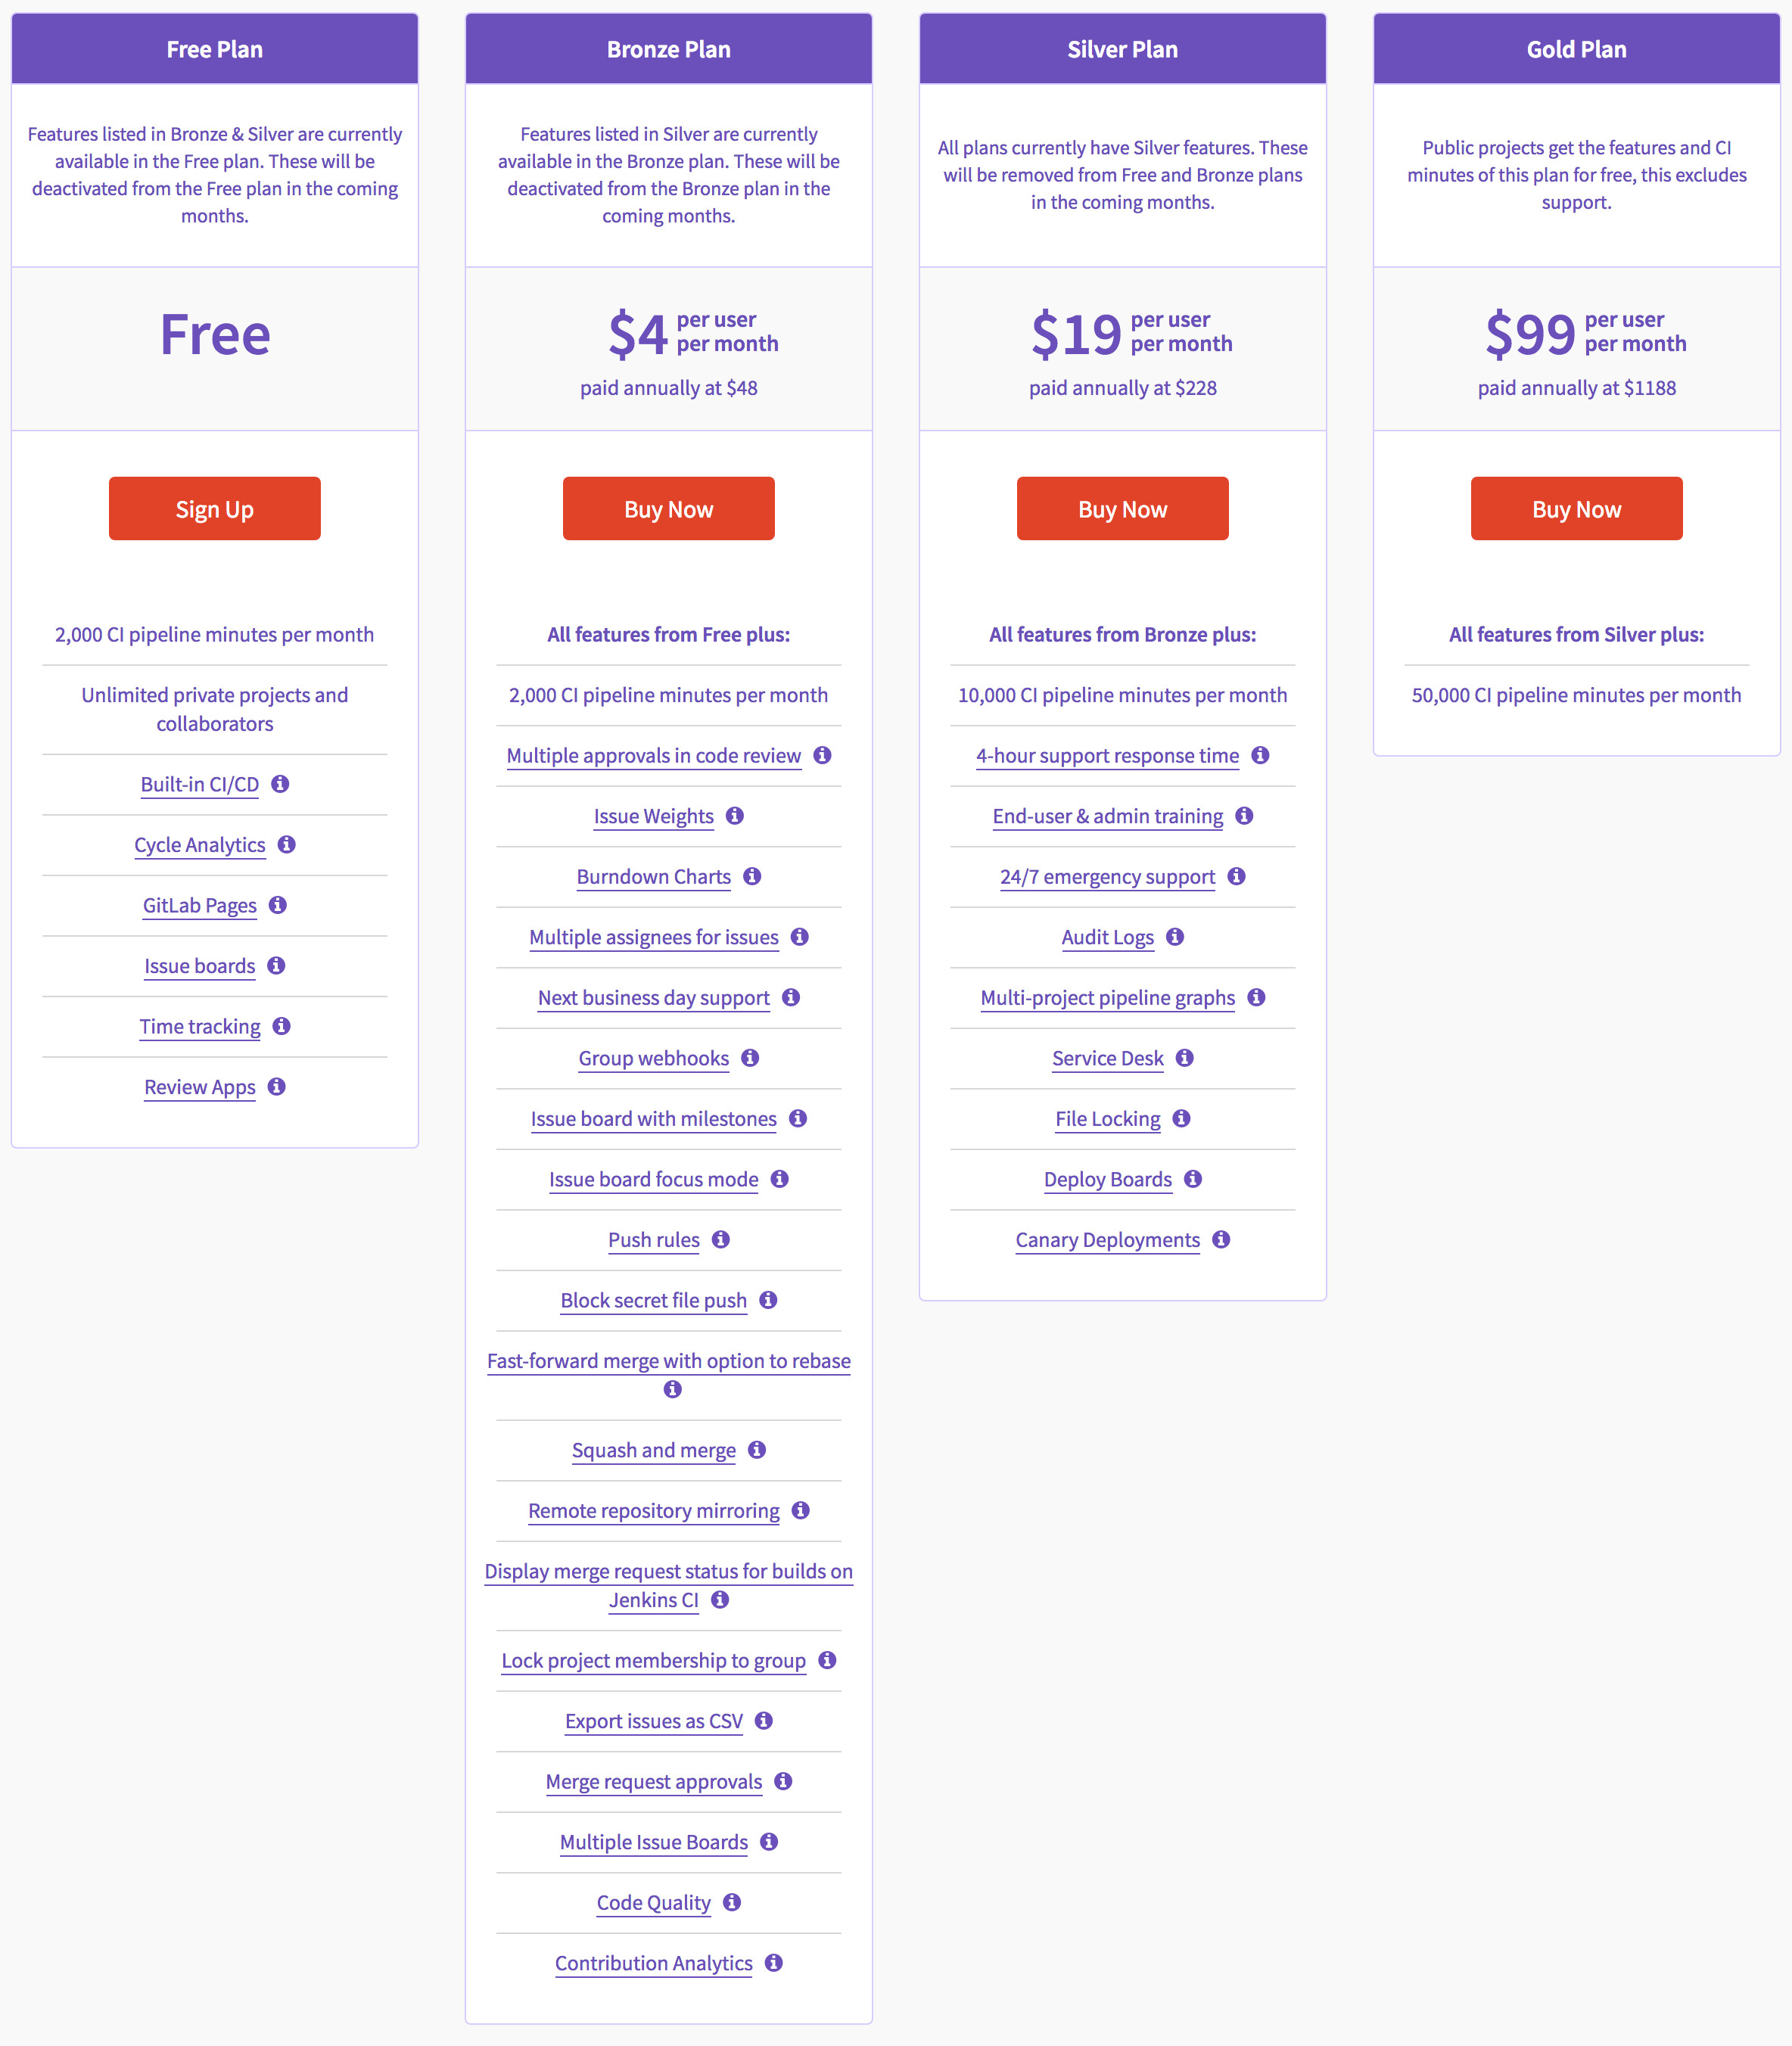 Free Plan
Features listed in Bronze & Silver are currently
available in the Free plan. These will be
deactivated from the Free plan in the coming
months.
Free
Sign Up
2,000 CI pipeline minutes per month
Unlimited private projects and
collaborators
Built-in CI/CD
Cycle Analytics
GitLab Pages
Issue boards
Time tracking
Review Apps
Bronze Plan
Features listed in Silver are currently
available in the Bronze plan. These will be
deactivated from the Bronze plan in the
coming months.
$4 per user
per month
paid annually at $48
Buy Now
All features from Free plus:
2,000 CI pipeline minutes per month
Multiple approvals in code review
Issue Weights
Burndown Charts
Multiple assignees for issues
Next business day support
Group webhooks
Issue board with milestones
Issue board focus mode
Push rules
Block secret file push
Fast-forward merge with option to rebase
Squash and merge
Remote repository mirroring
Display merge request status for builds on
Jenkins CI
Lock project membership to group
Export issues as CSV
Merge request approvals
Multiple Issue Boards
Code Quality
Contribution Analytics
Silver Plan
All plans currently have Silver features. These
will be removed from Free and Bronze plans
in the coming months.
$19 per user
per month
paid annually at $228
Buy Now
All features from Bronze plus:
10,000 CI pipeline minutes per month
4-hour support response time
End-user & admin training
24/7 emergency support
Audit Logs
Multi-project pipeline graphs
Service Desk
File Locking
Deploy Boards
Canary Deployments
Gold Plan
Public projects get the features and CI
minutes of this plan for free, this excludes
support.
$99 per user
per month
paid annually at $1188
Buy Now
All features from Silver plus:
50,000 CI pipeline minutes per month